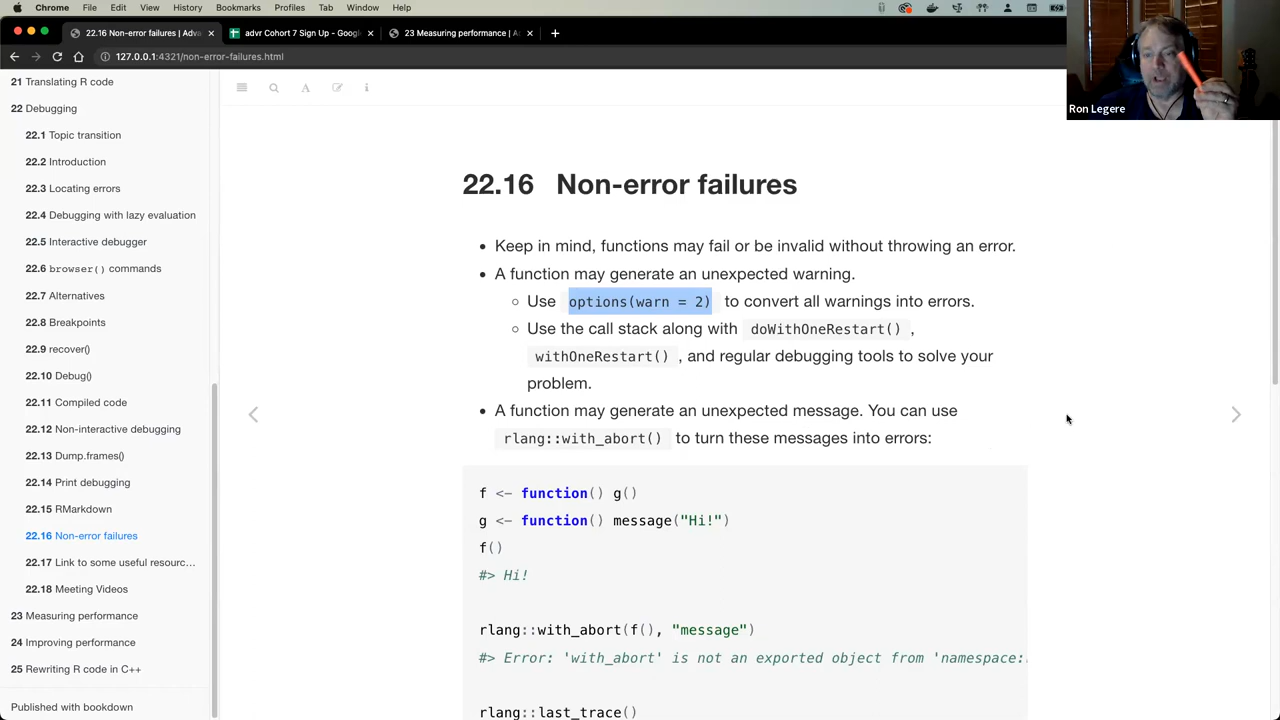 Chrome File Edit View History Bookmarks Profiles Tab Window Help
22.16 Non-error failures | Adva
advr Cohort 7 Sign Up - Google
23 Measuring performance | A
127.0.0.1:4321/non-error-failures.html
Ron Legere
21 Translating R code
22 Debugging
22.1 Topic transition
22.2 Introduction
22.3 Locating errors
22.4 Debugging with lazy evaluation
22.5 Interactive debugger
22.6 browser() commands
22.7 Alternatives
22.8 Breakpoints
22.9 recover()
22.10 Debug()
22.11 Compiled code
22.12 Non-interactive debugging
22.13 Dump.frames()
22.14 Print debugging
22.15 RMarkdown
22.16 Non-error failures
22.17 Link to some useful resourc…
22.18 Meeting Videos
23 Measuring performance
24 Improving performance
25 Rewriting R code in C++
Published with bookdown
22.16 Non-error failures
• Keep in mind, functions may fail or be invalid without throwing an error.
• A function may generate an unexpected warning.
○ Use options(warn = 2) to convert all warnings into errors.
○ Use the call stack along with doWithOneRestart() ,
withOneRestart() , and regular debugging tools to solve your
problem.
• A function may generate an unexpected message. You can use
rlang::with_abort() to turn these messages into errors:
f <- function() g()
g <- function() message("Hi!")
f()
#> Hi!
rlang::with_abort(f(), "message")
#> Error: 'with_abort' is not an exported object from 'namespace:
rlang::last_trace()